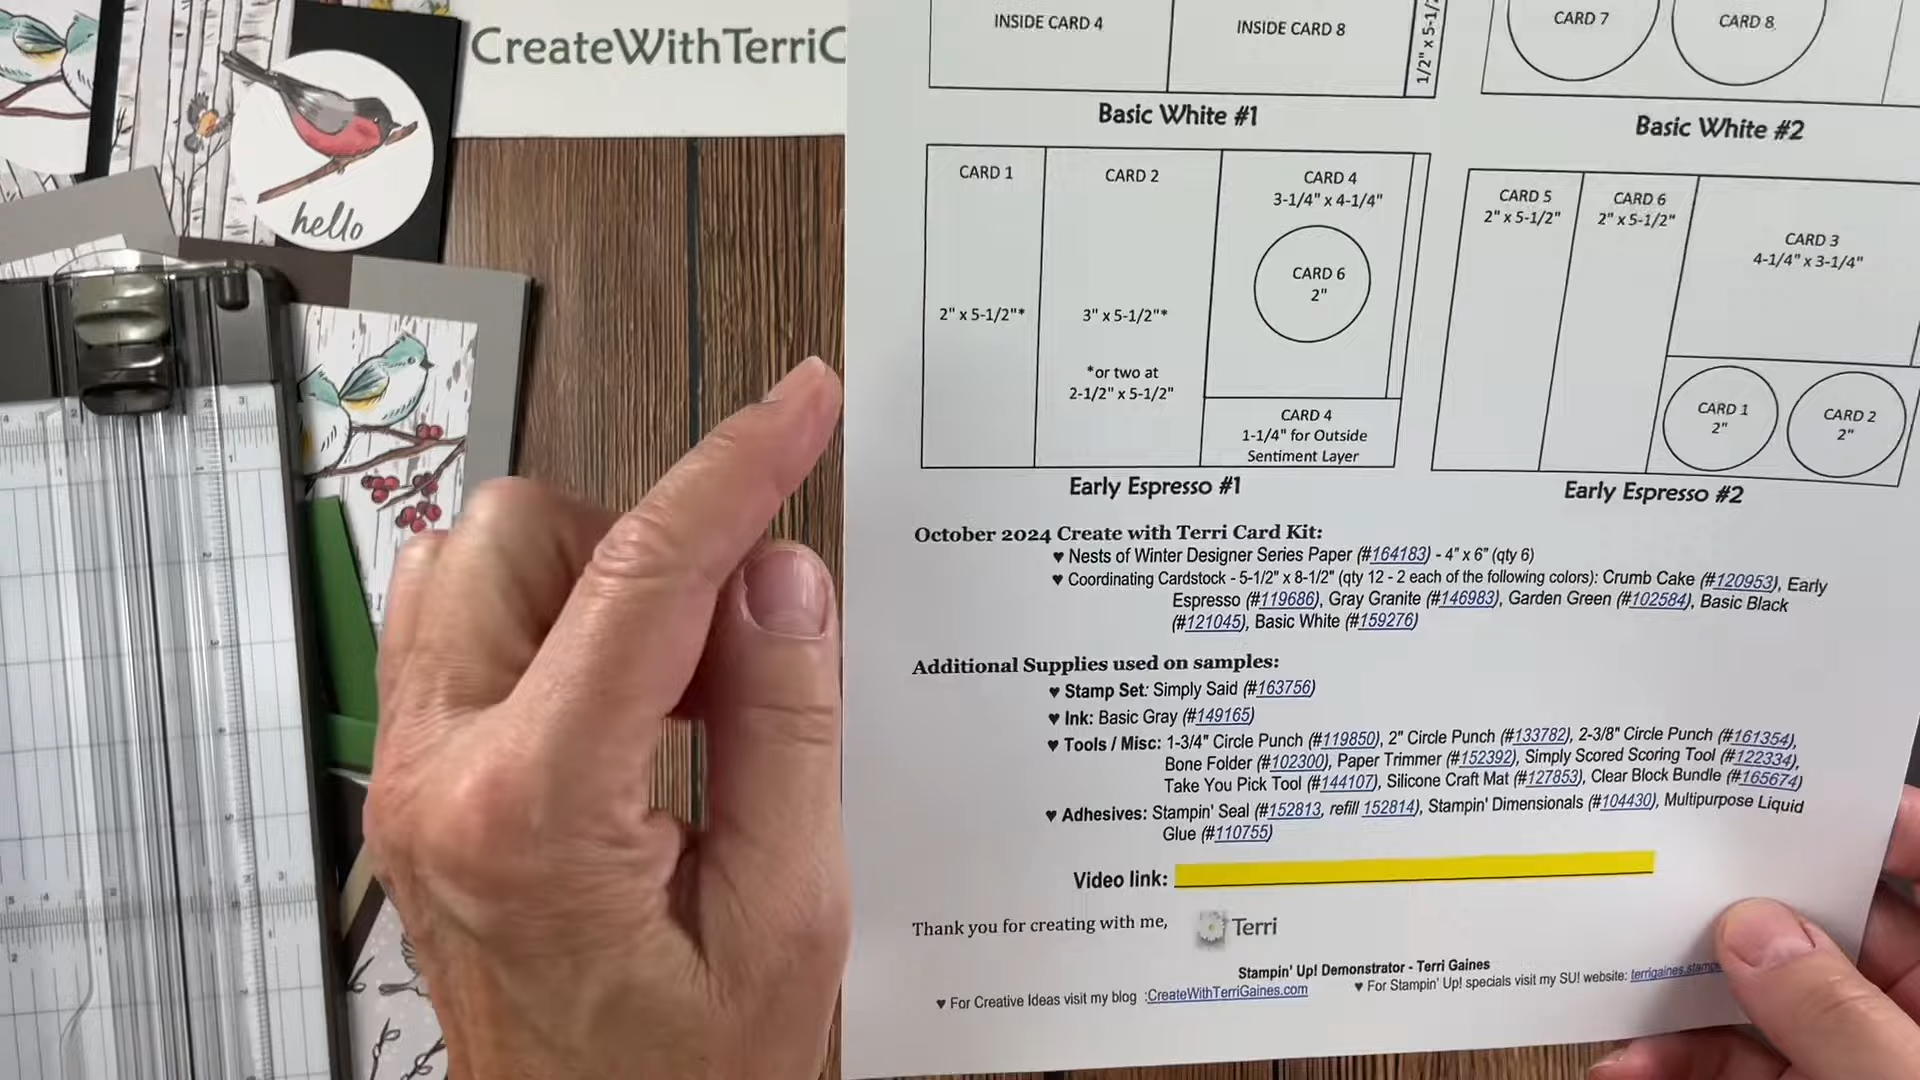 CreateWithTerriG
hello
INSIDE CARD 4
INSIDE CARD 8
1/2" x 5-1/2
CARD 7
CARD 8
Basic White #1
Basic White #2
CARD 1
2" x 5-1/2"*
CARD 2
3" x 5-1/2"*
*or two at
2-1/2" x 5-1/2"
CARD 4
3-1/4" x 4-1/4"
CARD 6
2"
CARD 4
1-1/4" for Outside
Sentiment Layer
Early Espresso #1
CARD 5
2" x 5-1/2"
CARD 6
2" x 5-1/2"
CARD 3
4-1/4" x 3-1/4"
CARD 1
2"
CARD 2
2"
Early Espresso #2
October 2024 Create with Terri Card Kit:
♥ Nests of Winter Designer Series Paper (#164183) - 4" x 6" (qty 6)
♥ Coordinating Cardstock - 5-1/2" x 8-1/2" (qty 12 - 2 each of the following colors): Crumb Cake (#120953), Early
Espresso (#119686), Gray Granite (#146983), Garden Green (#102584), Basic Black
(#121045), Basic White (#159276)
Additional Supplies used on samples:
♥ Stamp Set: Simply Said (#163756)
♥ Ink: Basic Gray (#149165)
♥ Tools / Misc: 1-3/4" Circle Punch (#119850), 2" Circle Punch (#133782), 2-3/8" Circle Punch (#161354),
Bone Folder (#102300), Paper Trimmer (#152392), Simply Scored Scoring Tool (#122334),
Take You Pick Tool (#144107), Silicone Craft Mat (#127853), Clear Block Bundle (#165674)
♥ Adhesives: Stampin' Seal (#152813, refill 152814), Stampin' Dimensionals (#104430), Multipurpose Liquid
Glue (#110755)
Video link:
Thank you for creating with me,
Terri
Stampin' Up! Demonstrator - Terri Gaines
♥ For Creative Ideas visit my blog :CreateWithTerriGaines.com
♥ For Stampin' Up! specials visit my SU! website: terrigaines.stamp